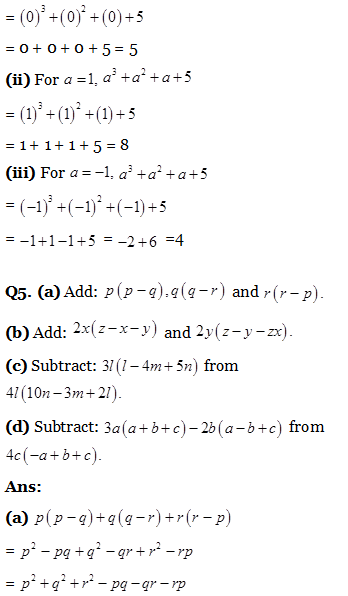 = (0)³ + (0)² + (0) + 5
= 0 + 0 + 0 + 5 = 5
(ii) For a = 1, a³ + a² + a + 5
= (1)³ + (1)² + (1) + 5
= 1 + 1 + 1 + 5 = 8
(iii) For a = −1, a³ + a² + a + 5
= (−1)³ + (−1)² + (−1) + 5
= −1+1−1+5 = −2+6 =4
Q5. (a) Add: p(p−q), q(q−r) and r(r−p).
(b) Add: 2x(z−x−y) and 2y(z−y−zx).
(c) Subtract: 3l(l−4m+5n) from
4l(10n−3m+2l).
(d) Subtract: 3a(a+b+c)−2b(a−b+c) from
4c(−a+b+c).
Ans:
(a) p(p−q)+q(q−r)+r(r−p)
= p² − pq + q² − qr + r² − rp
= p² + q² + r² − pq − qr − rp